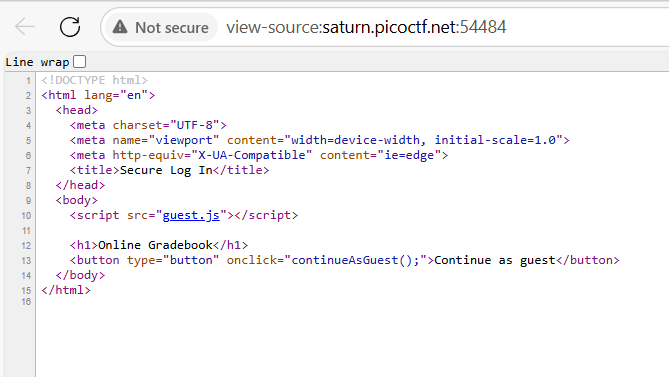 Not secure view-source:saturn.picoctf.net:54484
Line wrap
1 <!DOCTYPE html>
2 <html lang="en">
3 <head>
4 <meta charset="UTF-8">
5 <meta name="viewport" content="width=device-width, initial-scale=1.0">
6 <meta http-equiv="X-UA-Compatible" content="ie=edge">
7 <title>Secure Log In</title>
8 </head>
9 <body>
10 <script src="guest.js"></script>
11
12 <h1>Online Gradebook</h1>
13 <button type="button" onclick="continueAsGuest();">Continue as guest</button>
14 </body>
15 </html>
16